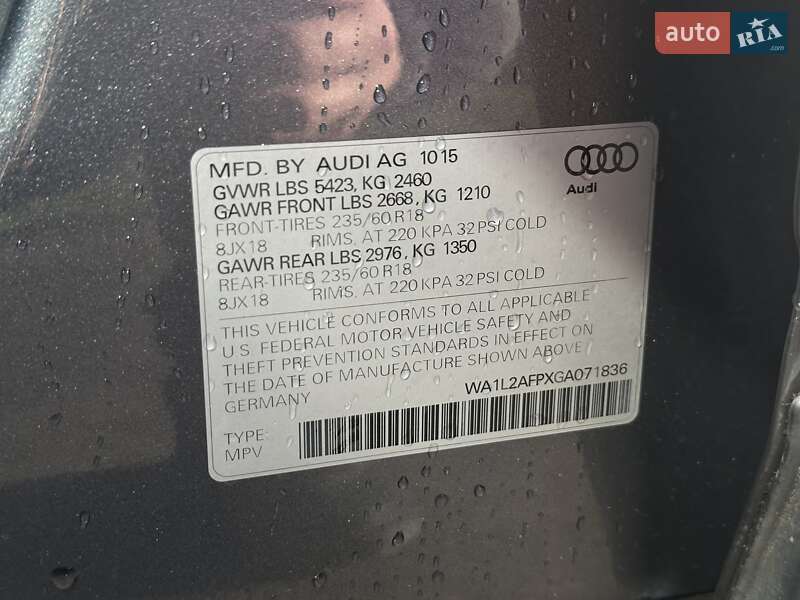 auto RIA.com
MFD. BY AUDI AG 1015
GVWR LBS 5423, KG 2460
GAWR FRONT LBS 2668, KG 1210
FRONT-TIRES 235/60 R18
8JX18 RIMS, AT 220 KPA 32 PSI COLD
GAWR REAR LBS 2976, KG 1350
REAR-TIRES 235/60 R18
8JX18 RIMS, AT 220 KPA 32 PSI COLD
Audi
THIS VEHICLE CONFORMS TO ALL APPLICABLE
U.S. FEDERAL MOTOR VEHICLE SAFETY AND
THEFT PREVENTION STANDARDS IN EFFECT ON
THE DATE OF MANUFACTURE SHOWN ABOVE
GERMANY WA1L2AFPXGA071836
TYPE:
MPV